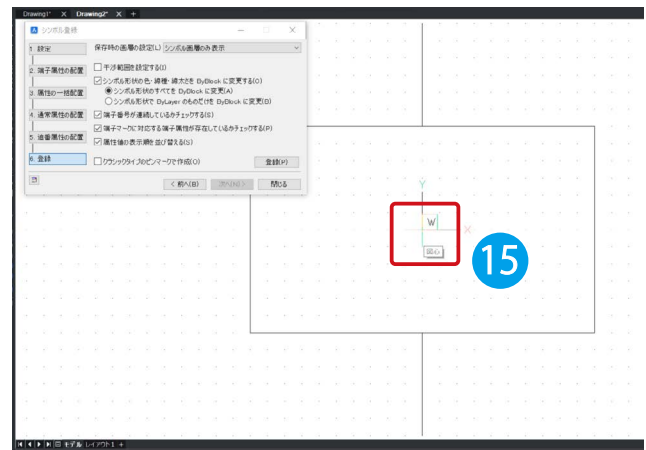 Drawing1* X Drawing2* X +
シンボル登録
1. 設定
保存時の画層の設定(L) シンボル画層のみ表示
2. 端子属性の配置
干渉範囲を設定する(I)
シンボル形状の色・線種・線太さを ByBlock に変更する(O)
3. 属性の一括配置
シンボル形状のすべてを ByBlock に変更(A)
シンボル形状で ByLayer のものだけを ByBlock に変更(B)
4. 通常属性の配置
端子番号が連続しているかチェックする(S)
端子マークに対応する端子属性が存在しているかチェックする(P)
5. 追番属性の配置
属性値の表示順を並び替える(S)
6. 登録
クラシックタイプのピンマークで作成(O)
登録(P)
< 前へ(B) 次へ(N) > 閉じる
Y
W
X
図心
15
モデル レイアウト1 +